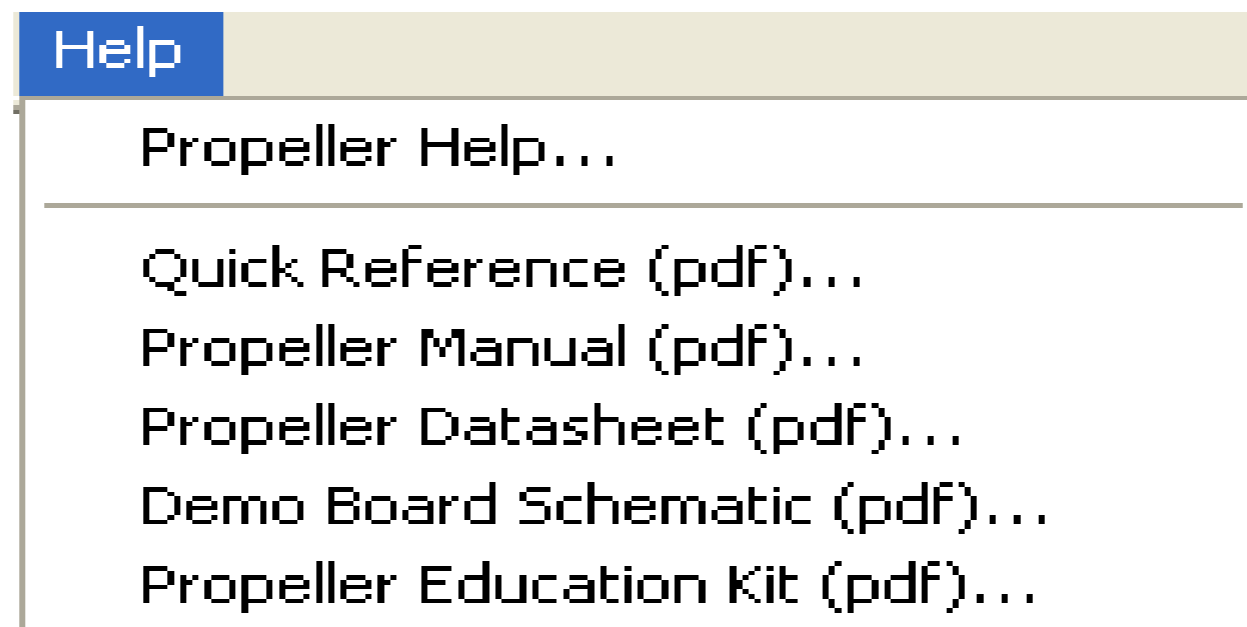 Help
Propeller Help...
Quick Reference (pdf)...
Propeller Manual (pdf)...
Propeller Datasheet (pdf)...
Demo Board Schematic (pdf)...
Propeller Education Kit (pdf)...